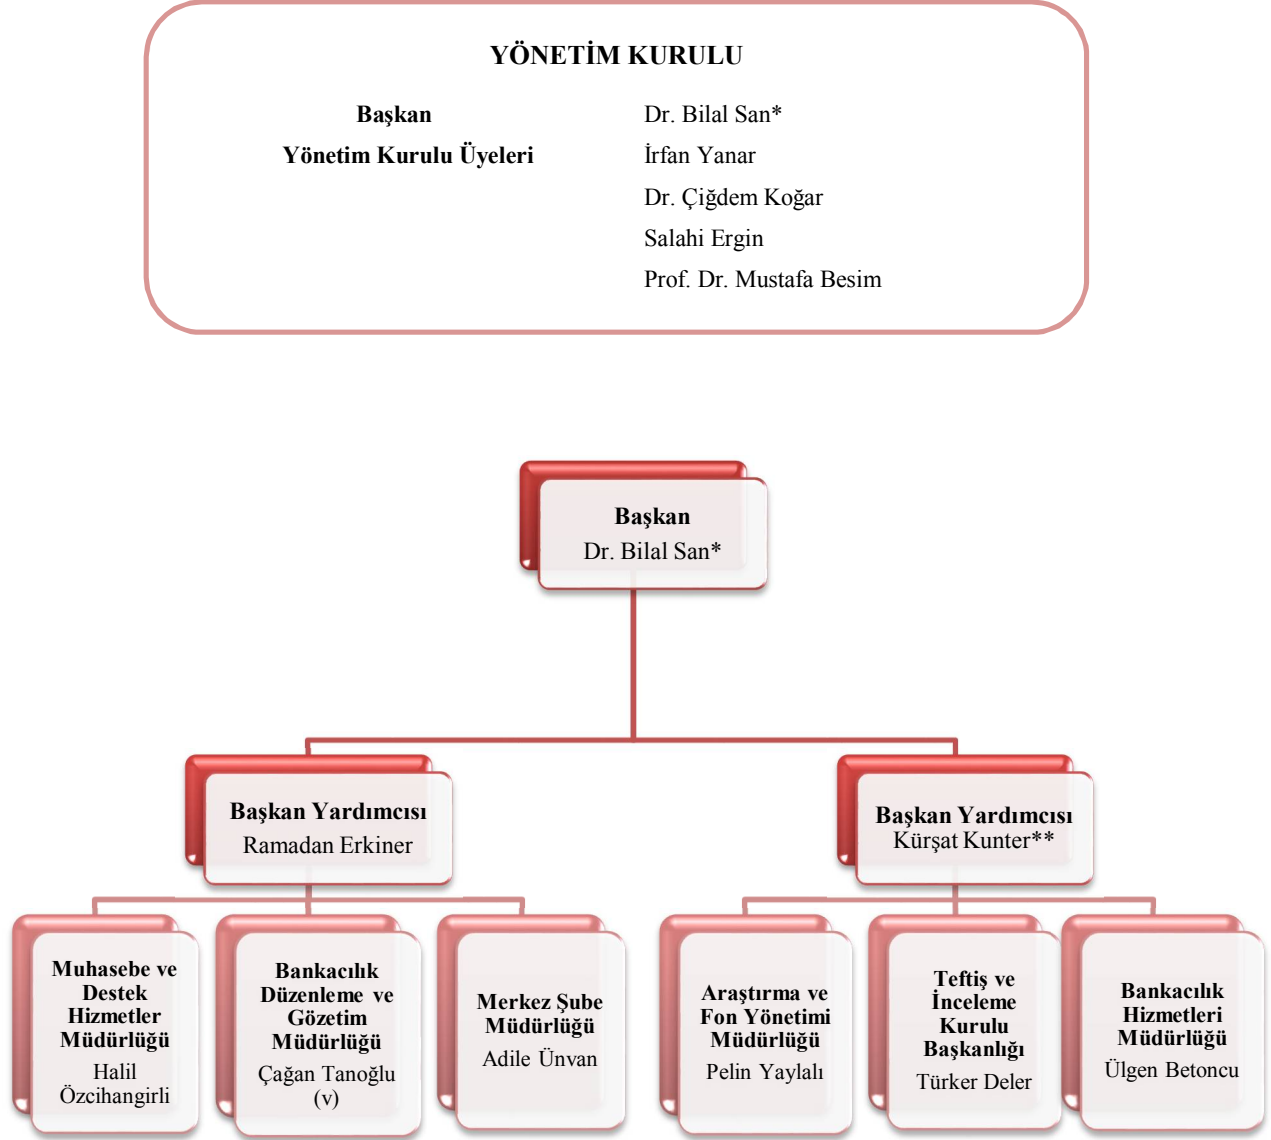 YÖNETİM KURULU
Başkan Dr. Bilal San*
Yönetim Kurulu Üyeleri İrfan Yanar
Dr. Çiğdem Koğar
Salahi Ergin
Prof. Dr. Mustafa Besim
Başkan
Dr. Bilal San*
Başkan Yardımcısı
Ramadan Erkiner
Başkan Yardımcısı
Kürşat Kunter**
Muhasebe ve
Destek
Hizmetler
Müdürlüğü
Halil
Özcihangirli
Bankacılık
Düzenleme ve
Gözetim
Müdürlüğü
Çağan Tanoğlu
(v)
Merkez Şube
Müdürlüğü
Adile Ünvan
Araştırma ve
Fon Yönetimi
Müdürlüğü
Pelin Yaylalı
Teftiş ve
İnceleme
Kurulu
Başkanlığı
Türker Deler
Bankacılık
Hizmetleri
Müdürlüğü
Ülgen Betoncu